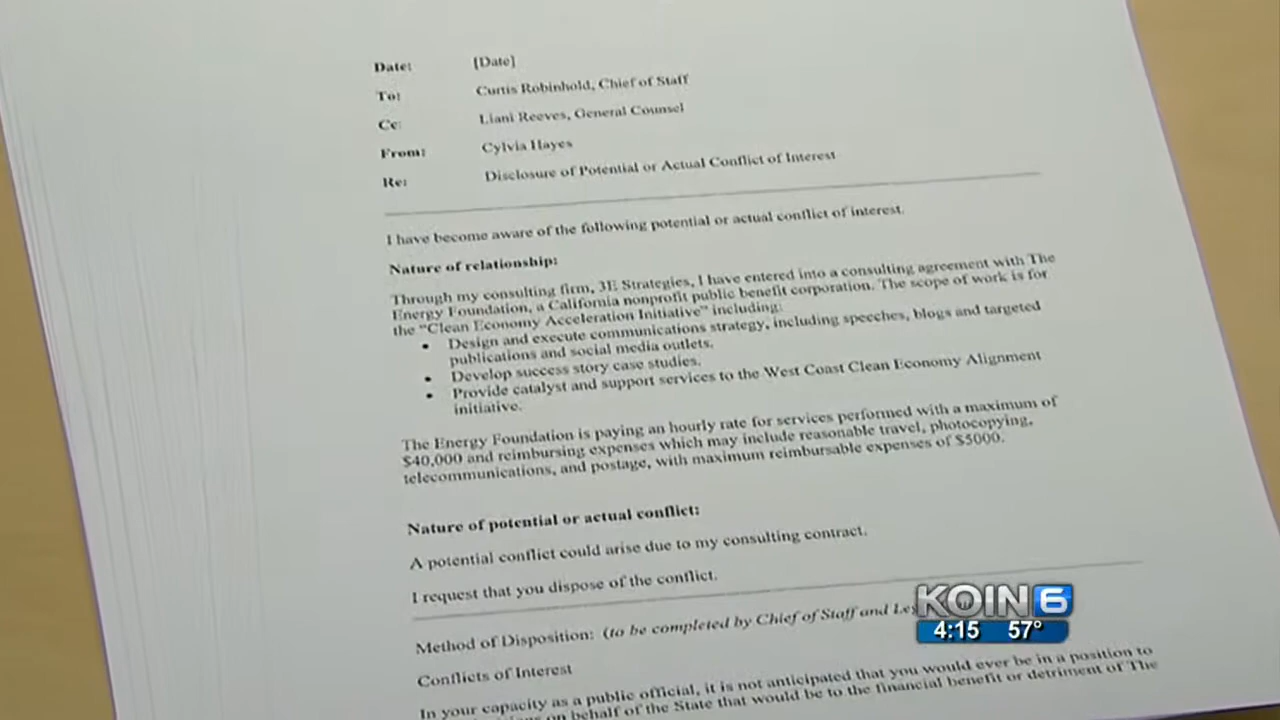 Date: [Date]
To: Curtis Robinhold, Chief of Staff
Cc: Liani Reeves, General Counsel
From: Cylvia Hayes
Re: Disclosure of Potential or Actual Conflict of Interest
I have become aware of the following potential or actual conflict of interest.
Nature of relationship:
Through my consulting firm, 3E Strategies, I have entered into a consulting agreement with The
Energy Foundation, a California nonprofit public benefit corporation. The scope of work is for
the "Clean Economy Acceleration Initiative" including:
• Design and execute communications strategy, including speeches, blogs and targeted
publications and social media outlets.
• Develop success story case studies.
• Provide catalyst and support services to the West Coast Clean Economy Alignment
initiative.
The Energy Foundation is paying an hourly rate for services performed with a maximum of
$40,000 and reimbursing expenses which may include reasonable travel, photocopying,
telecommunications, and postage, with maximum reimbursable expenses of $5000.
Nature of potential or actual conflict:
A potential conflict could arise due to my consulting contract.
I request that you dispose of the conflict.
Method of Disposition: (to be completed by Chief of Staff and
Conflicts of Interest
In your capacity as a public official, it is not anticipated that you would ever be in a position to
on behalf of the State that would be to the financial benefit or detriment of The
KOIN 6
4:15 57°